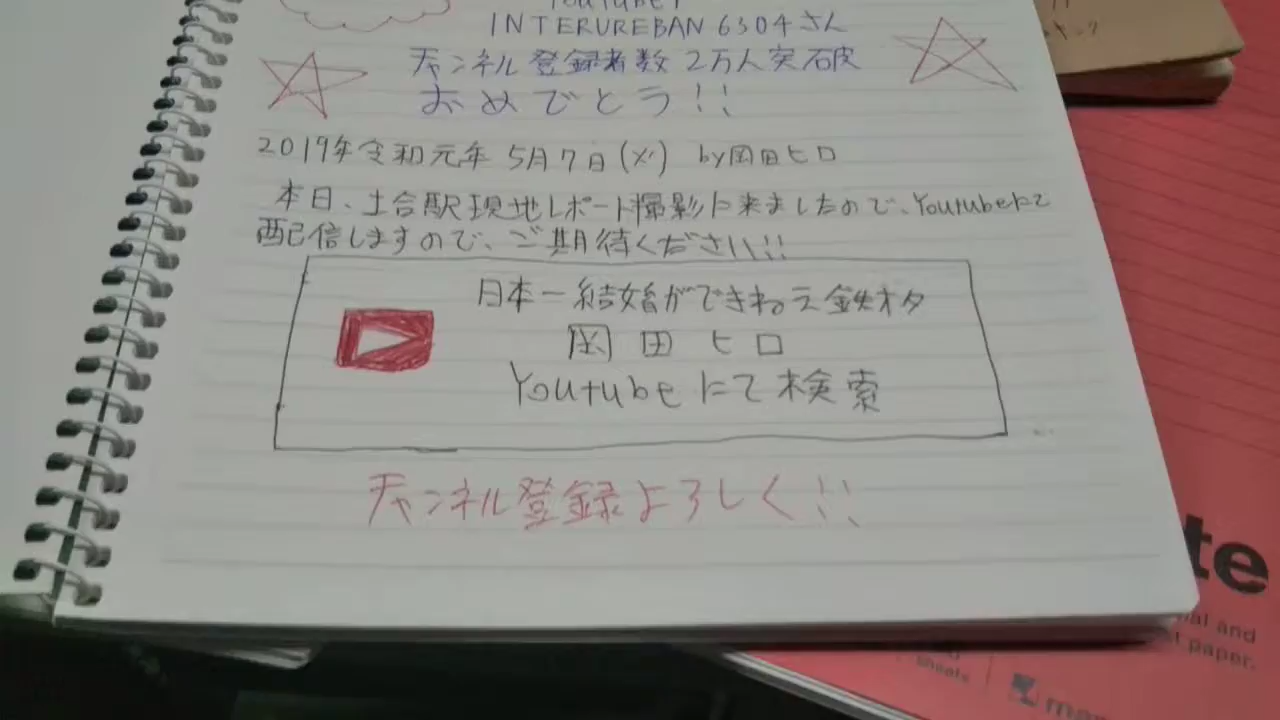 INTERUREBAN 6304さん
チャンネル登録者数 2万人突破
おめでとう!!
2019年令和元年 5月7日(火) by岡田ヒロ
本日、土合駅現地レポート撮影に来ましたので、Youtubeにて
配信しますので、ご期待ください!!
日本一結婚ができねえ鉄オタ
岡田ヒロ
Youtubeにて検索
チャンネル登録よろしく!!
te
al and
t paper.
sheets